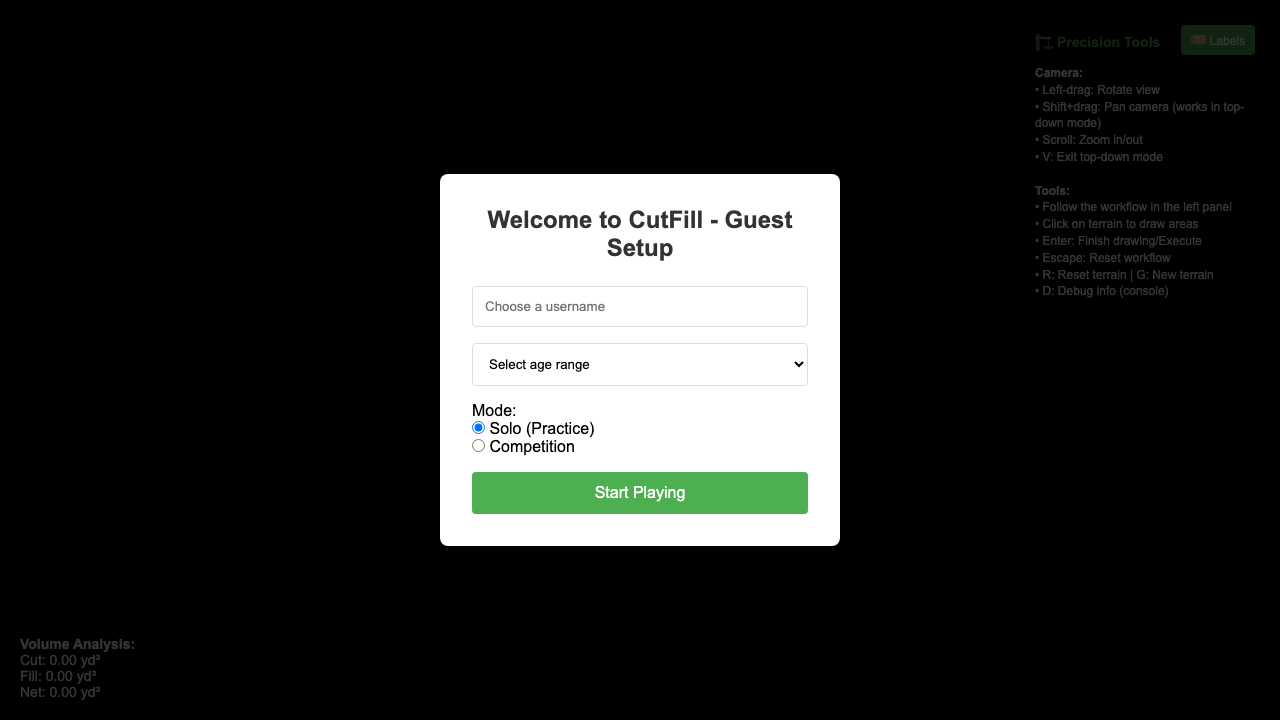 Precision Tools
Labels
Camera:
• Left-drag: Rotate view
• Shift+drag: Pan camera (works in top-
down mode)
• Scroll: Zoom in/out
• V: Exit top-down mode
Tools:
• Follow the workflow in the left panel
• Click on terrain to draw areas
• Enter: Finish drawing/Execute
• Escape: Reset workflow
• R: Reset terrain | G: New terrain
• D: Debug info (console)
Welcome to CutFill - Guest
Setup
Choose a username
Select age range
Mode:
Solo (Practice)
Competition
Start Playing
Volume Analysis:
Cut: 0.00 yd³
Fill: 0.00 yd³
Net: 0.00 yd³